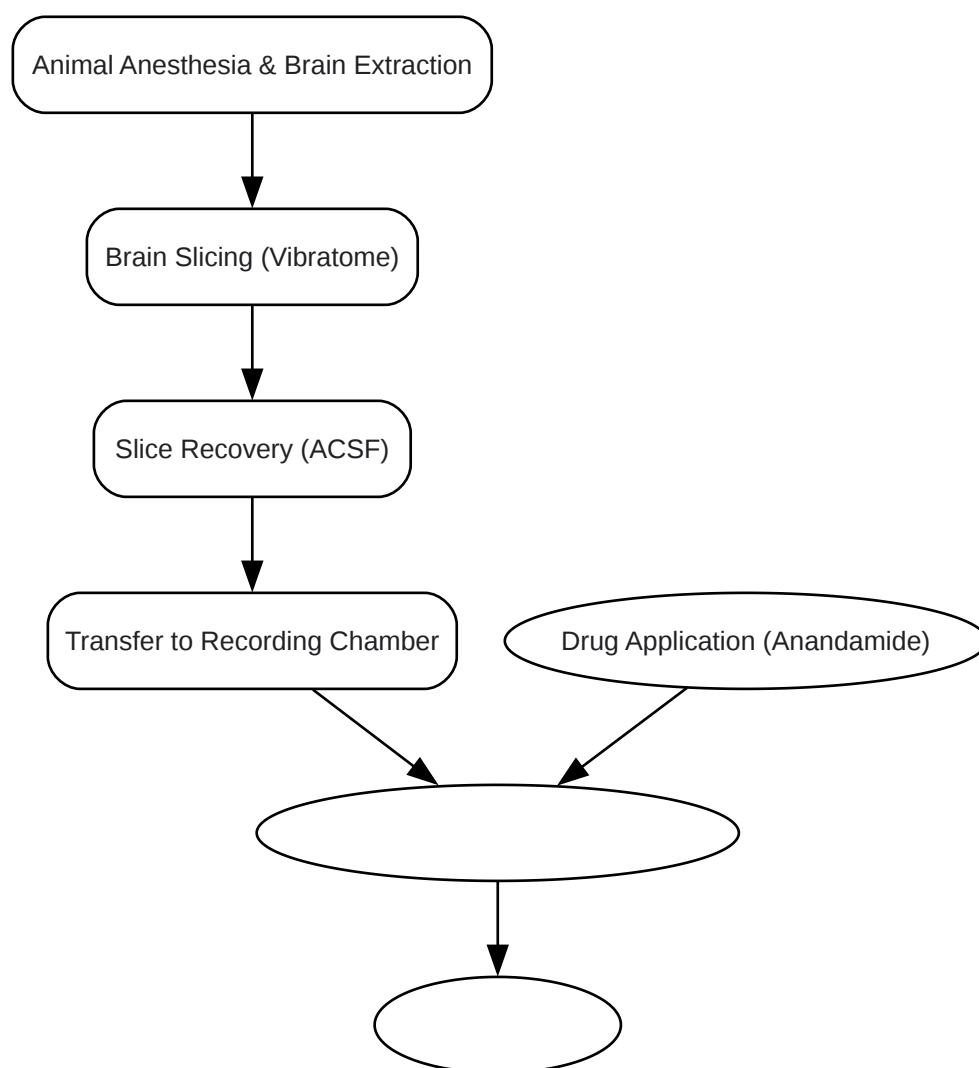 Animal Anesthesia & Brain Extraction
Brain Slicing (Vibratome)
Slice Recovery (ACSF)
Transfer to Recording Chamber
Drug Application (Anandamide)